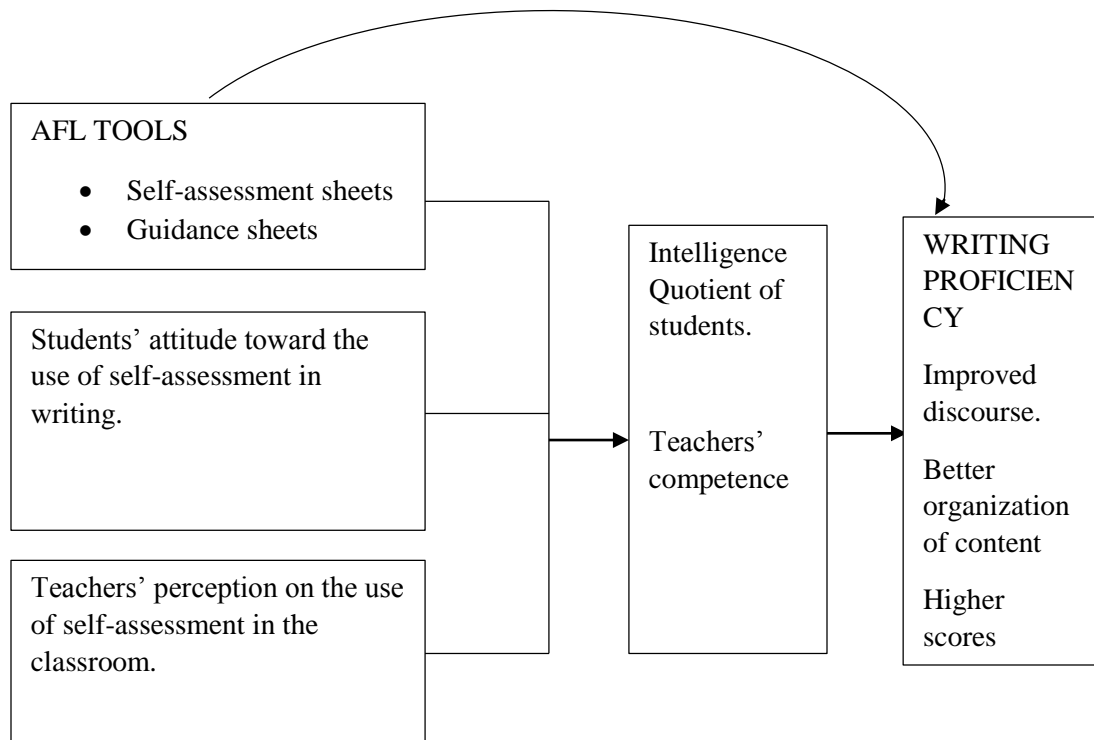 AFL TOOLS
• Self-assessment sheets
• Guidance sheets
Students’ attitude toward the
use of self-assessment in
writing.
Teachers’ perception on the use
of self-assessment in the
classroom.
Intelligence
Quotient of
students.
Teachers’
competence
WRITING
PROFICIEN
CY
Improved
discourse.
Better
organization
of content
Higher
scores